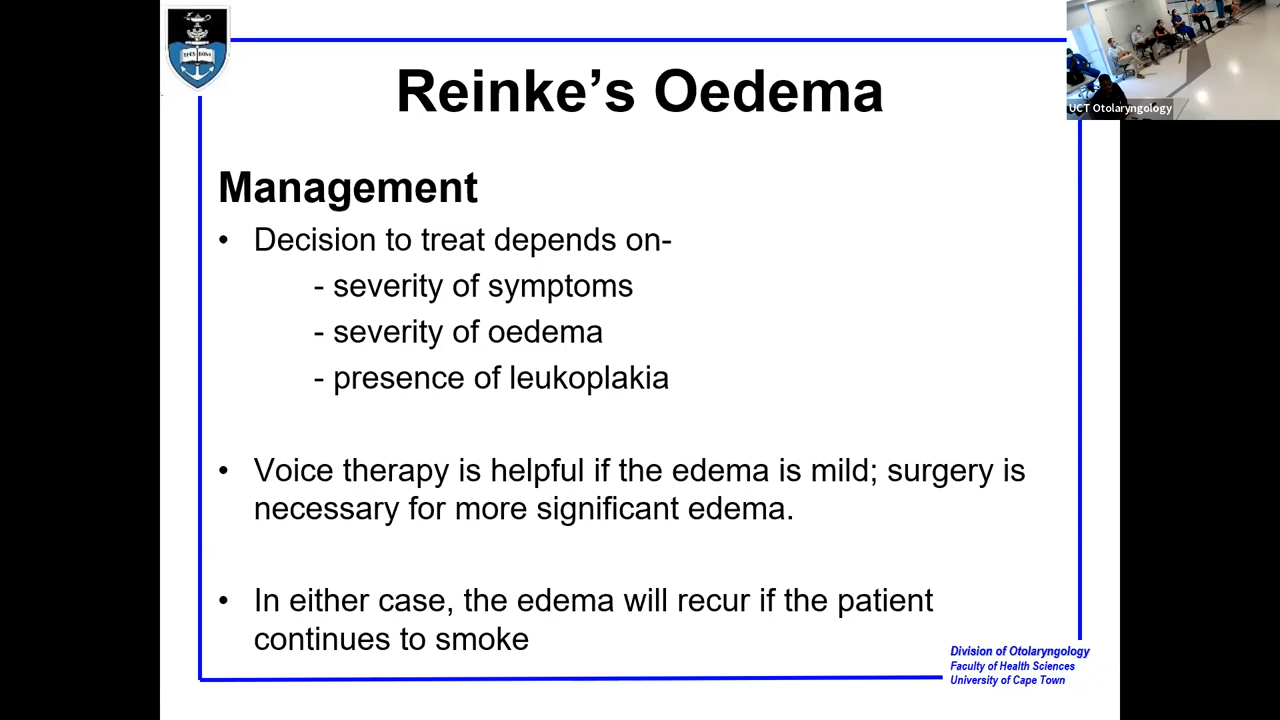 Reinke’s Oedema
UCT Otolaryngology
Management
• Decision to treat depends on-
- severity of symptoms
- severity of oedema
- presence of leukoplakia
• Voice therapy is helpful if the edema is mild; surgery is
necessary for more significant edema.
• In either case, the edema will recur if the patient
continues to smoke
Division of Otolaryngology
Faculty of Health Sciences
University of Cape Town